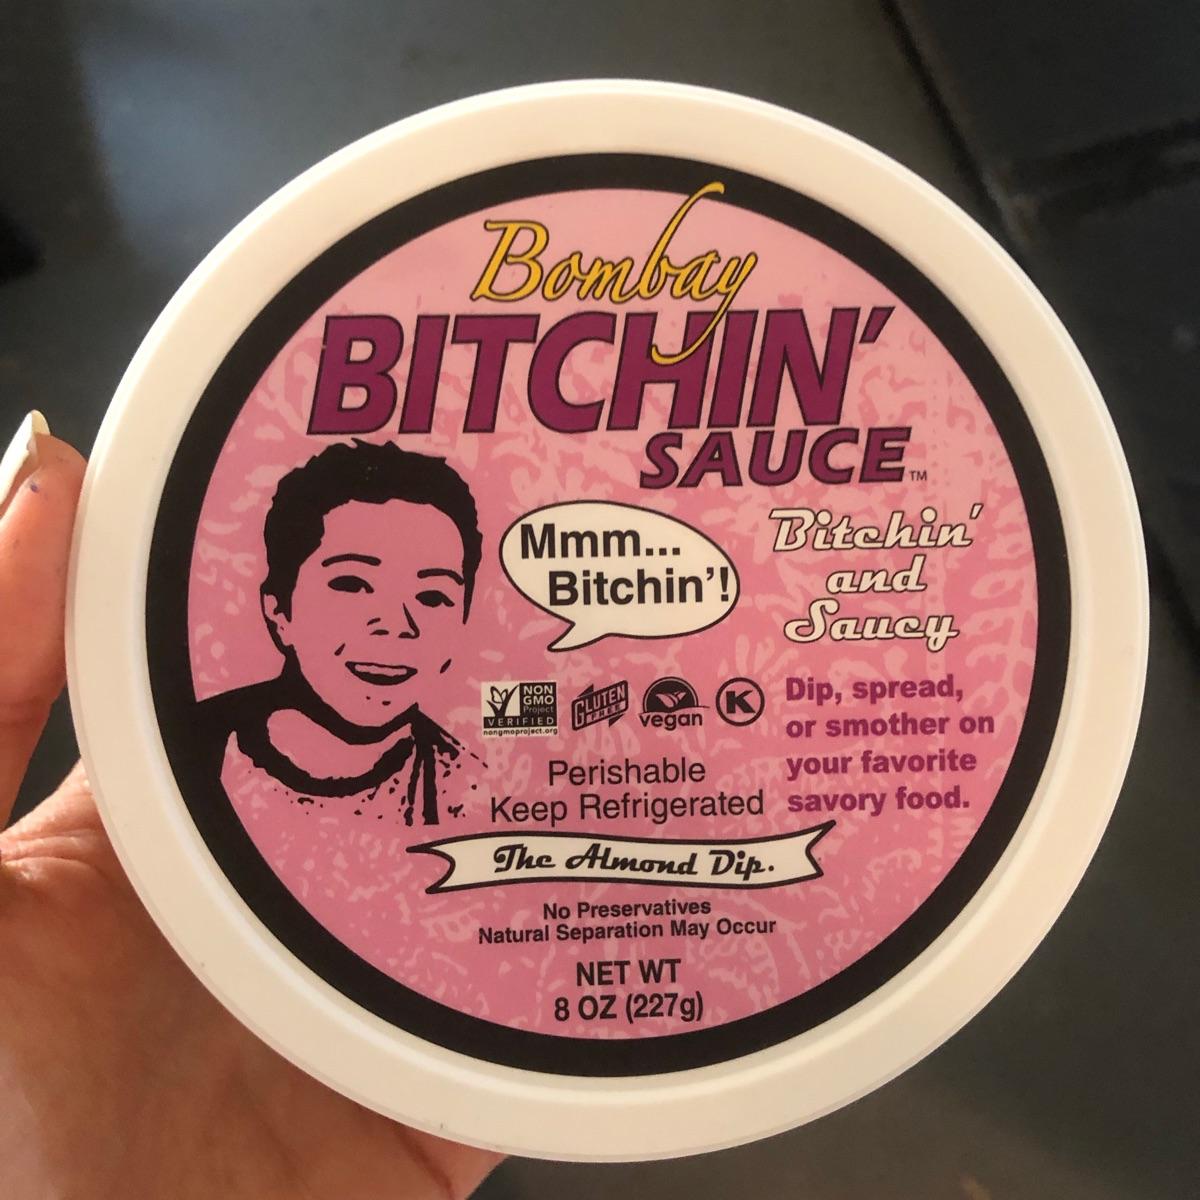 Bombay
BITCHIN'
SAUCE™
Mmm...
Bitchin'!
Bitchin'
and
Saucy
NON
GMO
Project
VERIFIED
nongmoproject.org
GLUTEN
FREE
vegan
K
Dip, spread,
or smother on
your favorite
savory food.
Perishable
Keep Refrigerated
The Almond Dip.
No Preservatives
Natural Separation May Occur
NET WT
8 OZ (227g)